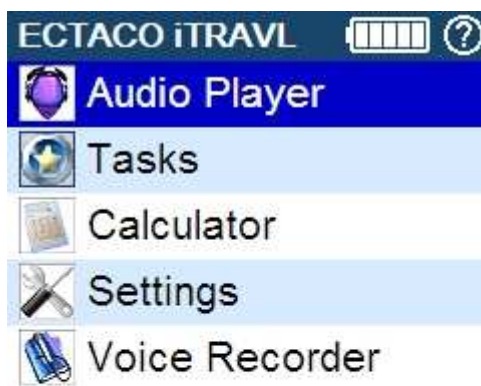 ECTACO iTRAVL ?
Audio Player
Tasks
Calculator
Settings
Voice Recorder